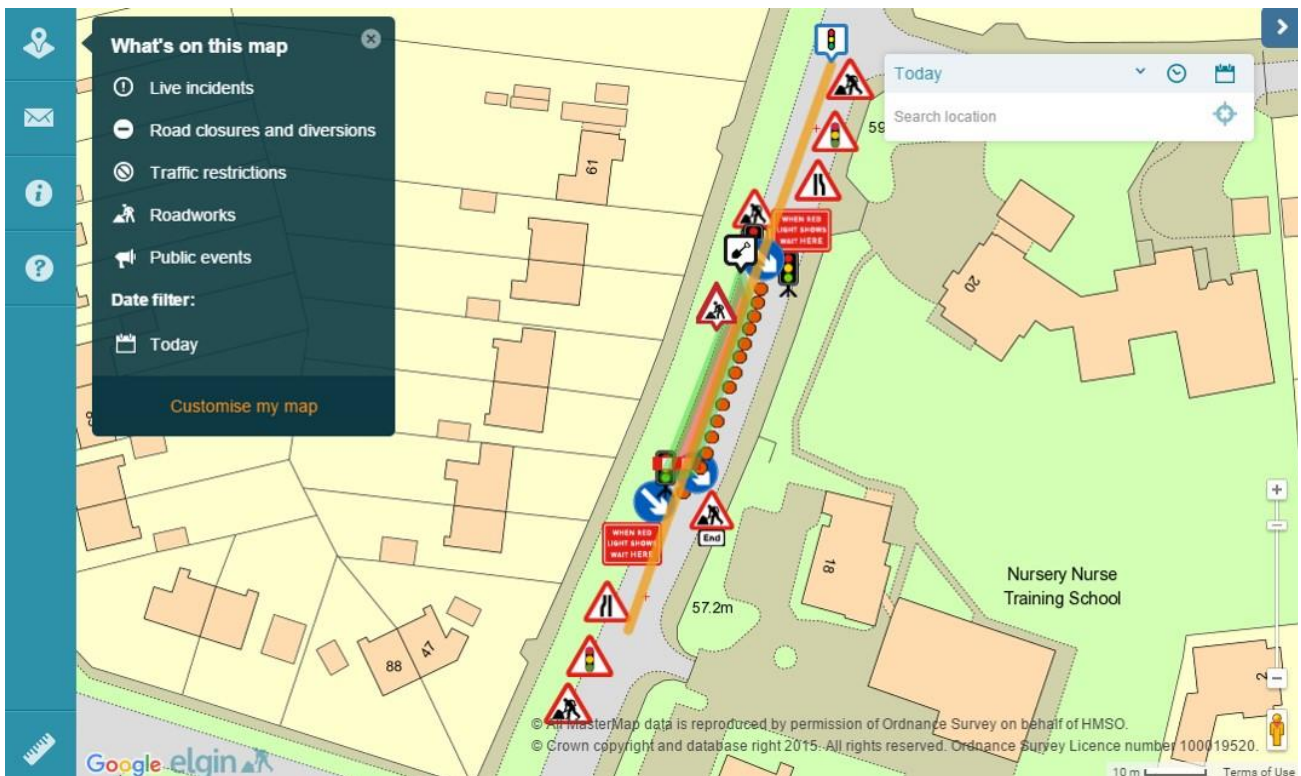 What's on this map
Live incidents
Road closures and diversions
Traffic restrictions
Roadworks
Public events
Date filter:
Today
Customise my map
Today
Search location
61
WHEN RED
LIGHT SHOWS
WAIT HERE
20
WHEN RED
LIGHT SHOWS
WAIT HERE
End
18
Nursery Nurse
Training School
57.2m
88
47
© All MasterMap data is reproduced by permission of Ordnance Survey on behalf of HMSO.
© Crown copyright and database right 2015. All rights reserved. Ordnance Survey Licence number 100019520.
Google elgin
10 m
Terms of Use